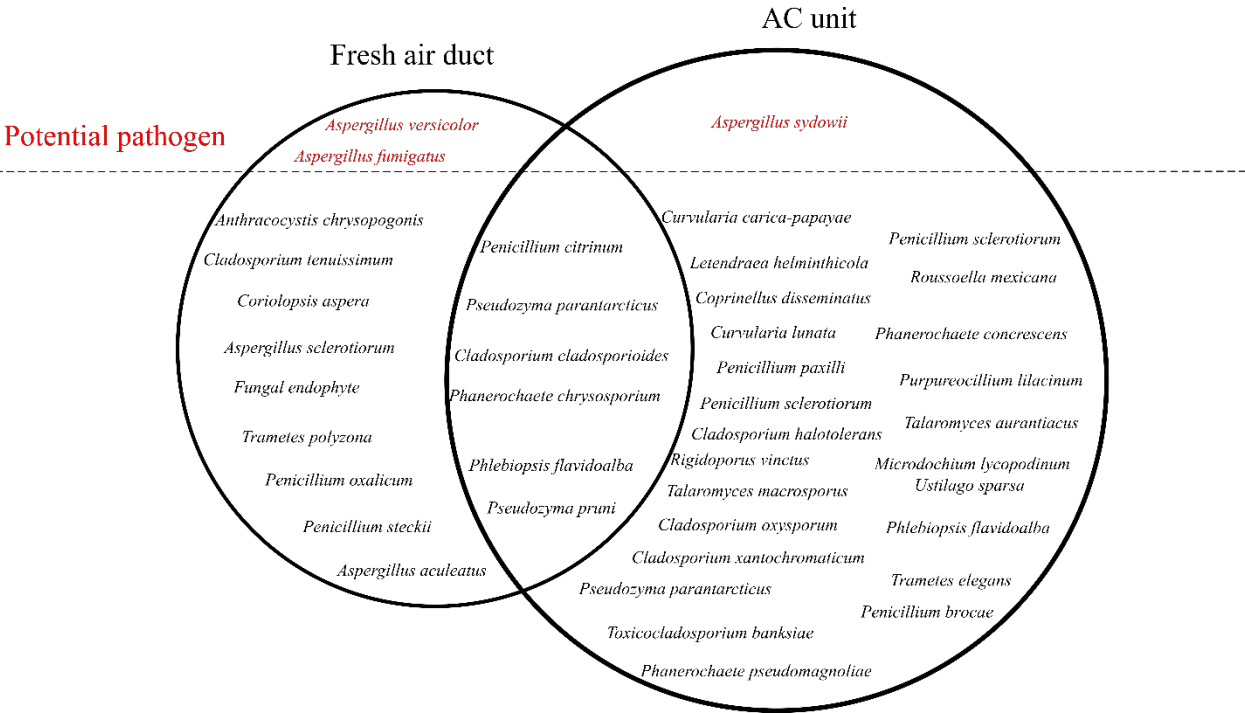 AC unit
Fresh air duct
Potential pathogen
Aspergillus versicolor
Aspergillus fumigatus
Aspergillus sydowii
Anthracocystis chrysopogonis
Cladosporium tenuissimum
Coriolopsis aspera
Aspergillus sclerotiorum
Fungal endophyte
Trametes polyzona
Penicillium oxalicum
Penicillium steckii
Aspergillus aculeatus
Penicillium citrinum
Pseudozyma parantarcticus
Cladosporium cladosporioides
Phanerochaete chrysosporium
Phlebiopsis flavidoalba
Pseudozyma pruni
Curvularia carica-papayae
Letendraea helminthicola
Coprinellus disseminatus
Curvularia lunata
Penicillium paxilli
Penicillium sclerotiorum
Cladosporium halotolerans
Rigidoporus vinctus
Talaromyces macrosporus
Cladosporium oxysporum
Cladosporium xantochromaticum
Pseudozyma parantarcticus
Toxicocladosporium banksiae
Phanerochaete pseudomagnoliae
Penicillium sclerotiorum
Roussoella mexicana
Phanerochaete concrescens
Purpureocillium lilacinum
Talaromyces aurantiacus
Microdochium lycopodinum
Ustilago sparsa
Phlebiopsis flavidoalba
Trametes elegans
Penicillium brocae